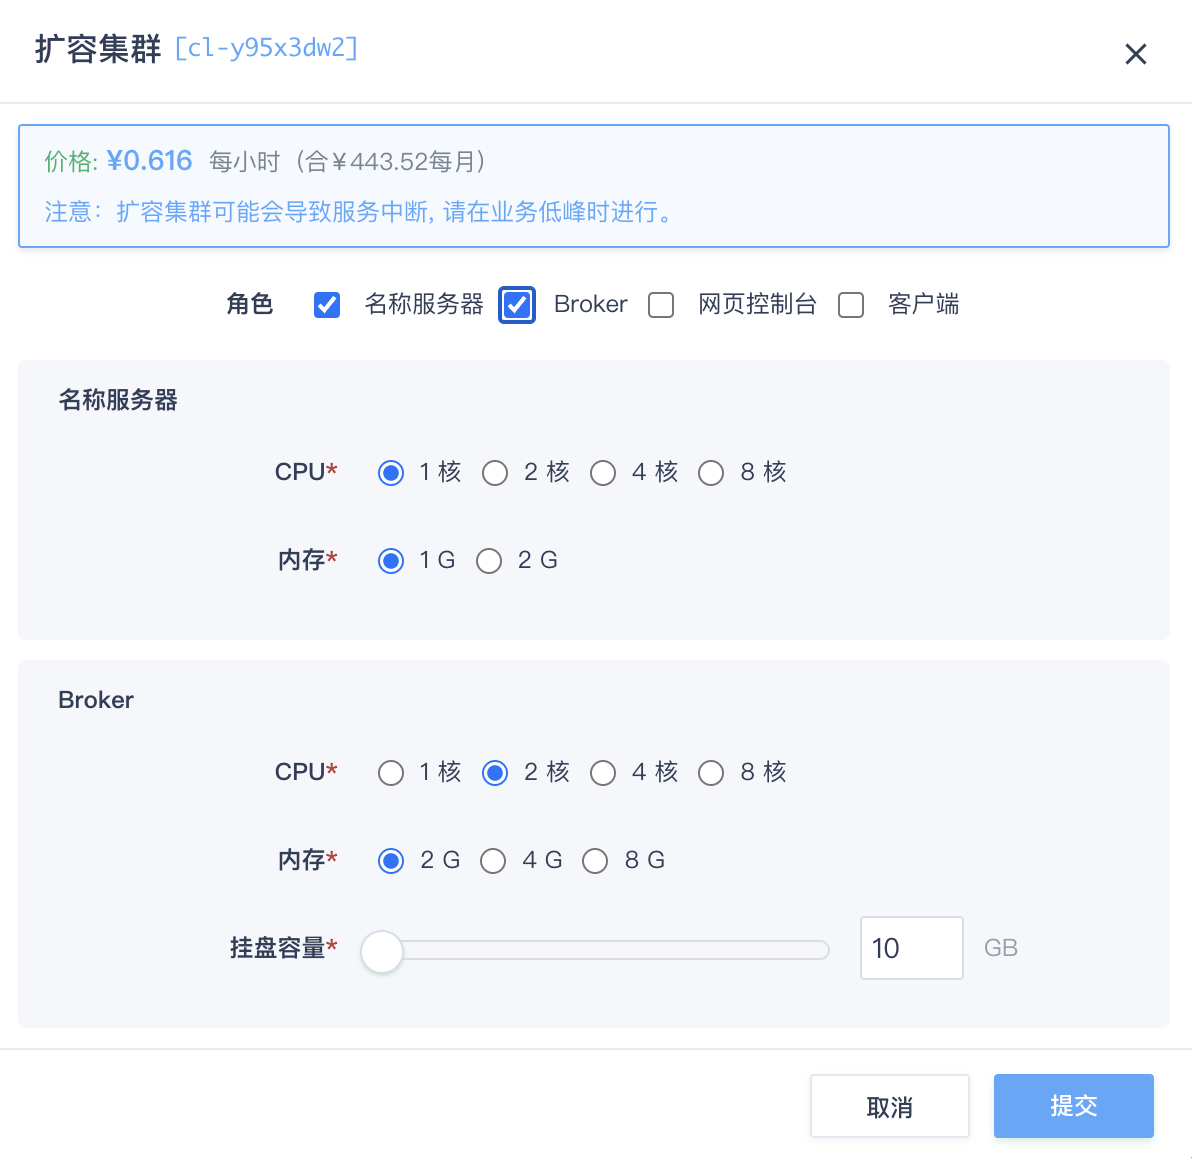 扩容集群 [cl-y95x3dw2]
价格: ¥0.616 每小时（合￥443.52每月）
注意：扩容集群可能会导致服务中断, 请在业务低峰时进行。
角色 名称服务器 Broker 网页控制台 客户端
名称服务器
CPU* 1 核 2 核 4 核 8 核
内存* 1 G 2 G
Broker
CPU* 1 核 2 核 4 核 8 核
内存* 2 G 4 G 8 G
挂盘容量* 10 GB
取消 提交